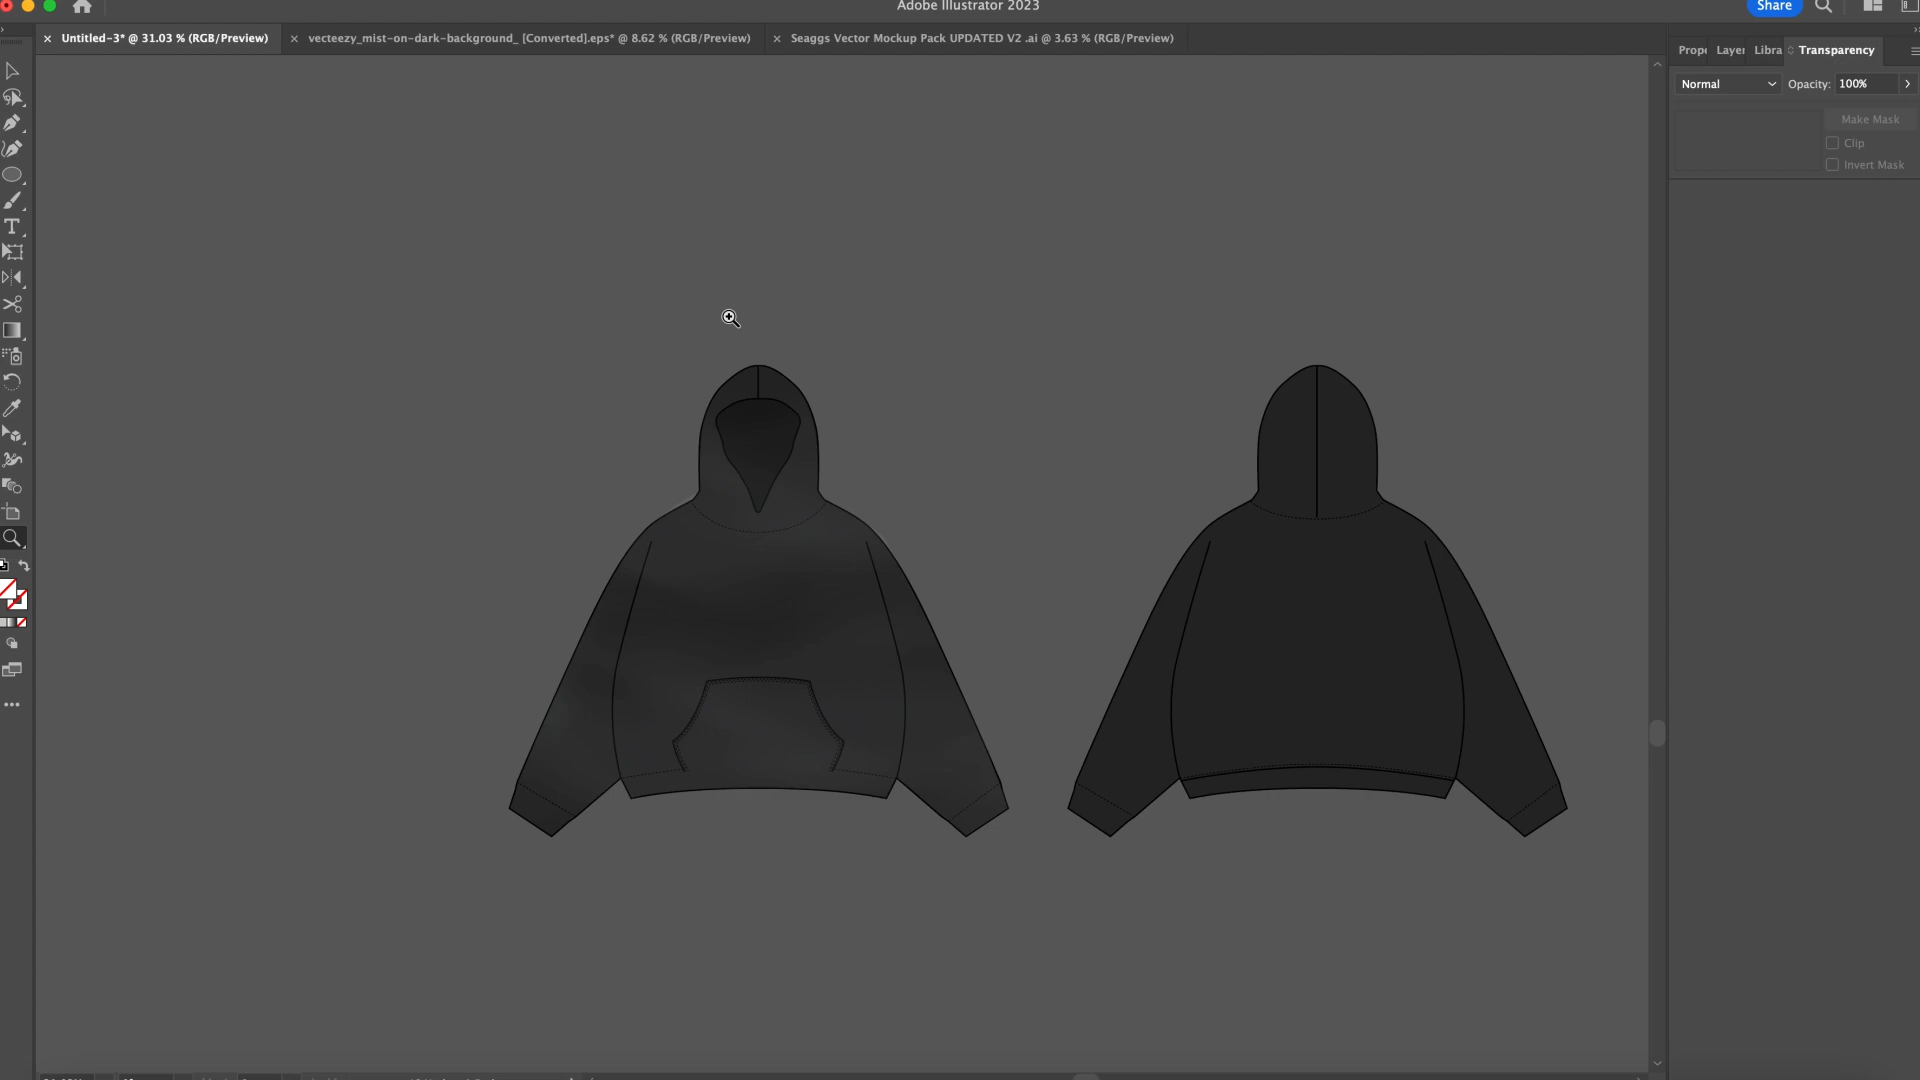 Adobe Illustrator 2023
Share
Untitled-3* @ 31.03 % (RGB/Preview)
vecteezy_mist-on-dark-background_ [Converted].eps* @ 8.62 % (RGB/Preview)
Seaggs Vector Mockup Pack UPDATED V2 .ai @ 3.63 % (RGB/Preview)
Prope
Layer
Libra
Transparency
Normal
Opacity: 100%
Make Mask
Clip
Invert Mask